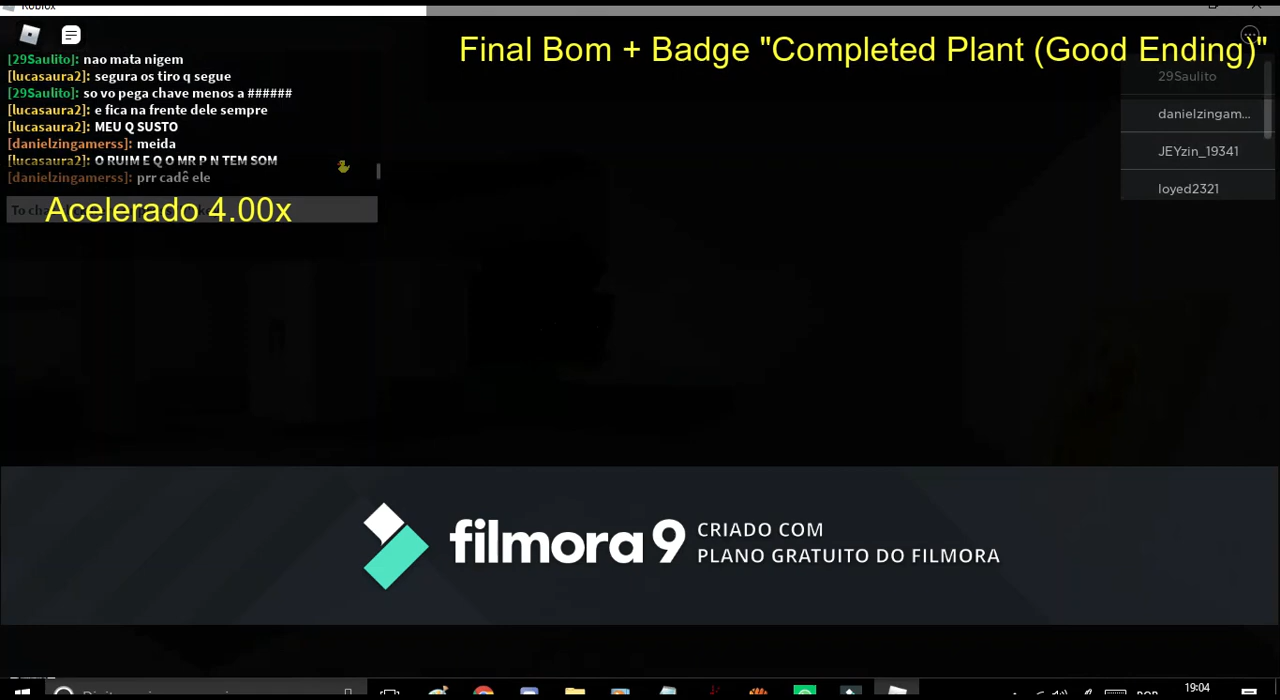 Roblox
Final Bom + Badge "Completed Plant (Good Ending)"
[29Saulito]: nao mata nigem
[lucasaura2]: segura os tiro q segue
[29Saulito]: so vo pega chave menos a ######
[lucasaura2]: e fica na frente dele sempre
[lucasaura2]: MEU Q SUSTO
[danielzingamerss]: meida
[lucasaura2]: O RUIM E Q O MR P N TEM SOM
[danielzingamerss]: prr cadê ele
Acelerado 4.00x
29Saulito
danielzingam...
JEYzin_19341
loyed2321
filmora9
CRIADO COM
PLANO GRATUITO DO FILMORA
19:04